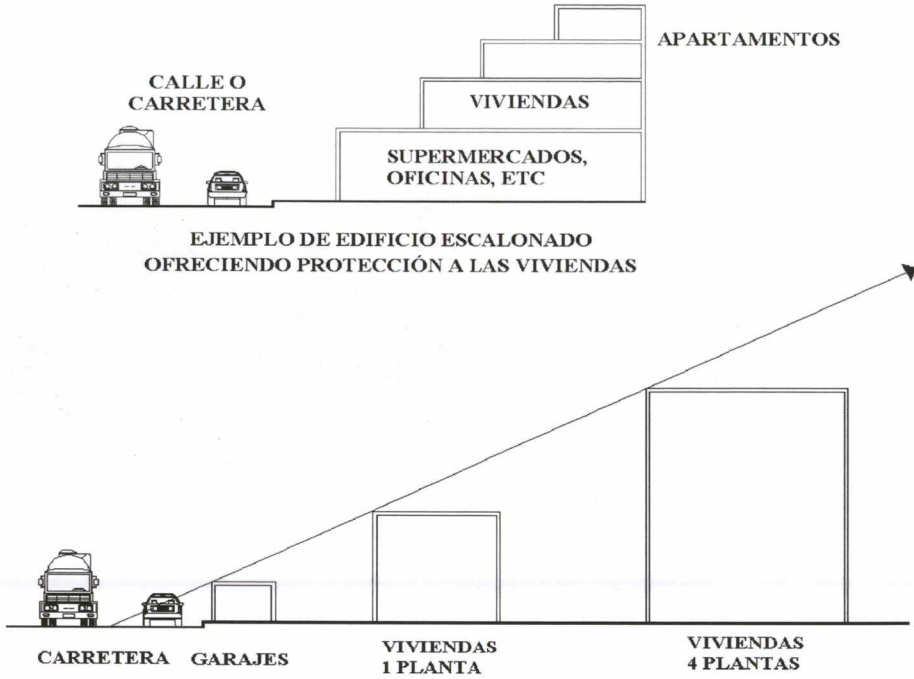 APARTAMENTOS
CALLE O
CARRETERA
VIVIENDAS
SUPERMERCADOS,
OFICINAS, ETC
EJEMPLO DE EDIFICIO ESCALONADO
OFRECIENDO PROTECCIÓN A LAS VIVIENDAS
CARRETERA
GARAJES
VIVIENDAS
1 PLANTA
VIVIENDAS
4 PLANTAS